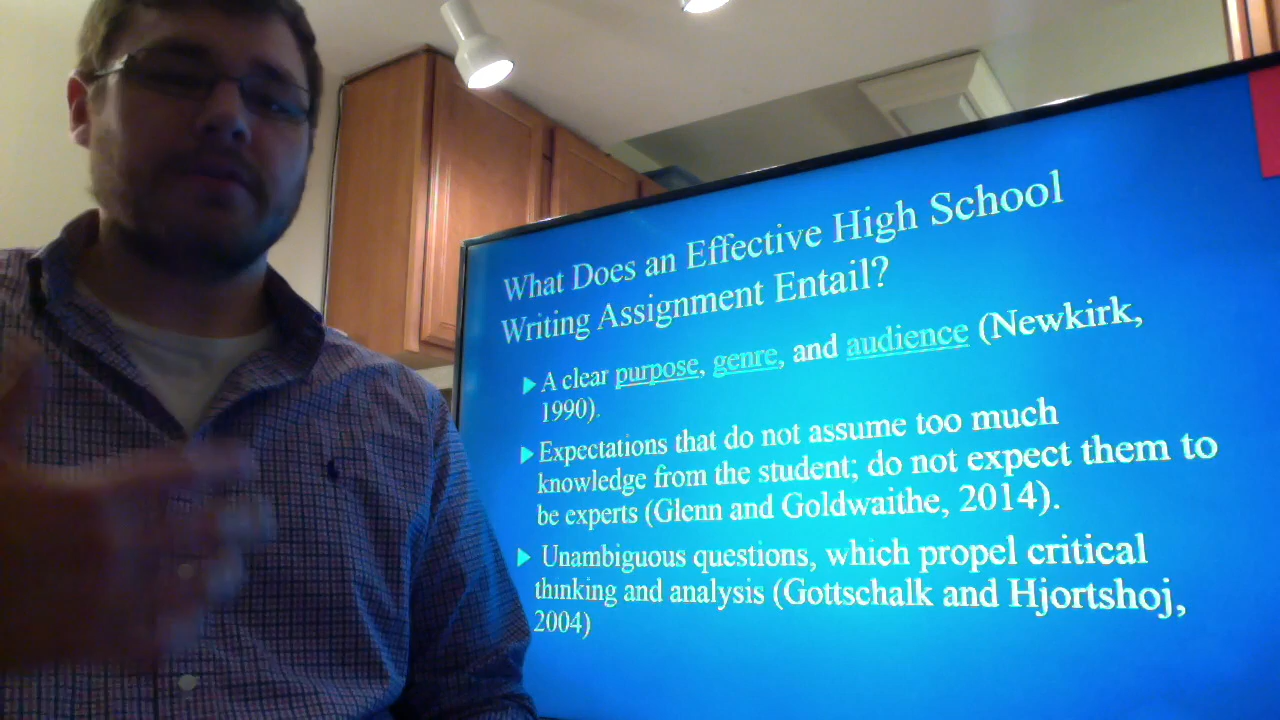 What Does an Effective High School
Writing Assignment Entail?
A clear purpose, genre, and audience (Newkirk,
1990).
Expectations that do not assume too much
knowledge from the student; do not expect them to
be experts (Glenn and Goldwaithe, 2014).
Unambiguous questions, which propel critical
thinking and analysis (Gottschalk and Hjortshoj,
2004)